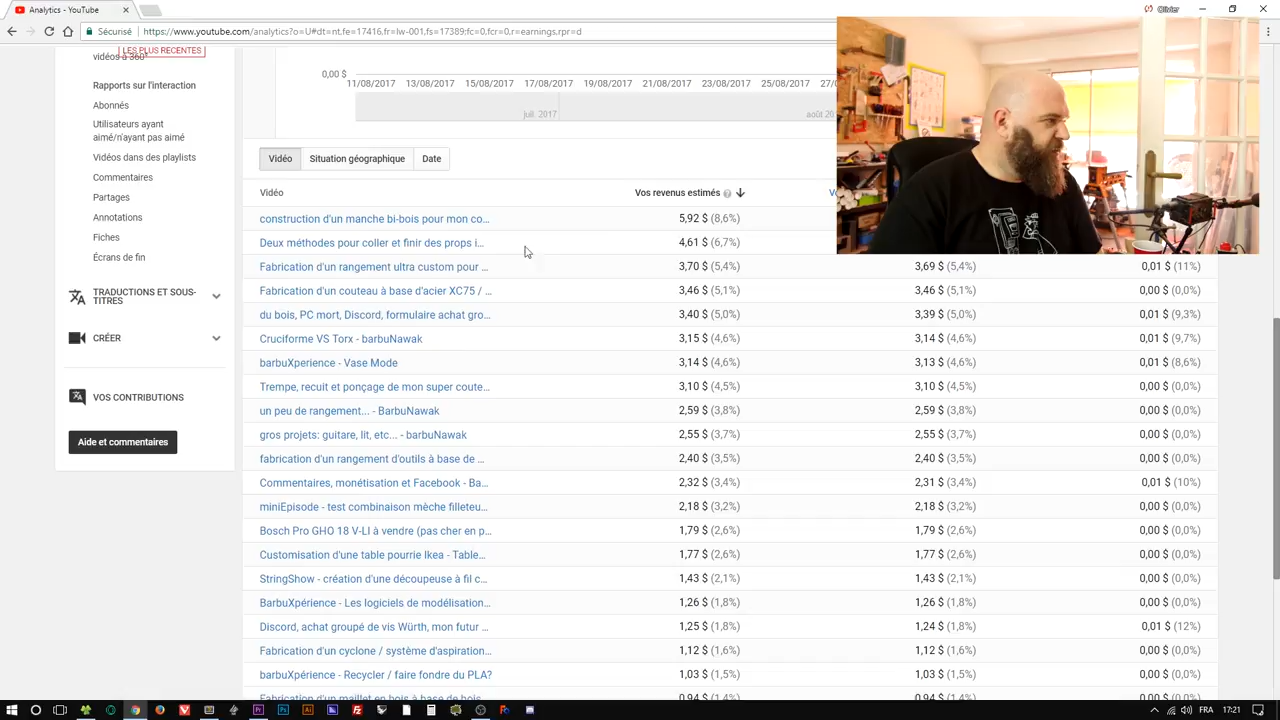 Analytics - YouTube
Olivier
Sécurisé
https://www.youtube.com/analytics?o=U#dt=nt,fe=17416,fr=lw-001,fs=17389;fc=0,fcr=0,r=earnings,rpr=d
LES PLUS RÉCENTES
vidéos à 360°
0,00 $
11/08/2017 13/08/2017 15/08/2017 17/08/2017 19/08/2017 21/08/2017 23/08/2017 25/08/2017
juil. 2017
Rapports sur l'interaction
Abonnés
Utilisateurs ayant
aimé/n'ayant pas aimé
Vidéos dans des playlists
Commentaires
Partages
Annotations
Fiches
Écrans de fin
TRADUCTIONS ET SOUS-
TITRES
CRÉER
VOS CONTRIBUTIONS
Aide et commentaires
Vidéo Situation géographique Date
Vidéo Vos revenus estimés
construction d'un manche bi-bois pour mon co... 5,92 $ (8,6%)
Deux méthodes pour coller et finir des props i... 4,61 $ (6,7%)
Fabrication d'un rangement ultra custom pour ... 3,70 $ (5,4%) 3,69 $ (5,4%) 0,01 $ (11%)
Fabrication d'un couteau à base d'acier XC75 / ... 3,46 $ (5,1%) 3,46 $ (5,1%) 0,00 $ (0,0%)
du bois, PC mort, Discord, formulaire achat gro... 3,40 $ (5,0%) 3,39 $ (5,0%) 0,01 $ (9,3%)
Cruciforme VS Torx - barbuNawak 3,15 $ (4,6%) 3,14 $ (4,6%) 0,01 $ (9,7%)
barbuXperience - Vase Mode 3,14 $ (4,6%) 3,13 $ (4,6%) 0,01 $ (8,6%)
Trempe, recuit et ponçage de mon super coute... 3,10 $ (4,5%) 3,10 $ (4,5%) 0,00 $ (0,0%)
un peu de rangement... - BarbuNawak 2,59 $ (3,8%) 2,59 $ (3,8%) 0,00 $ (0,0%)
gros projets: guitare, lit, etc... - barbuNawak 2,55 $ (3,7%) 2,55 $ (3,7%) 0,00 $ (0,0%)
fabrication d'un rangement d'outils à base de ... 2,40 $ (3,5%) 2,40 $ (3,5%) 0,00 $ (0,0%)
Commentaires, monétisation et Facebook - Ba... 2,32 $ (3,4%) 2,31 $ (3,4%) 0,01 $ (10%)
miniEpisode - test combinaison mèche filleteu... 2,18 $ (3,2%) 2,18 $ (3,2%) 0,00 $ (0,0%)
Bosch Pro GHO 18 V-LI à vendre (pas cher en p... 1,79 $ (2,6%) 1,79 $ (2,6%) 0,00 $ (0,0%)
Customisation d'une table pourrie Ikea - Table... 1,77 $ (2,6%) 1,77 $ (2,6%) 0,00 $ (0,0%)
StringShow - création d'une découpeuse à fil c... 1,43 $ (2,1%) 1,43 $ (2,1%) 0,00 $ (0,0%)
BarbuXpérience - Les logiciels de modélisation... 1,26 $ (1,8%) 1,26 $ (1,8%) 0,00 $ (0,0%)
Discord, achat groupé de vis Würth, mon futur ... 1,25 $ (1,8%) 1,24 $ (1,8%) 0,01 $ (12%)
Fabrication d'un cyclone / système d'aspiration... 1,12 $ (1,6%) 1,12 $ (1,6%) 0,00 $ (0,0%)
barbuXpérience - Recycler / faire fondre du PLA? 1,03 $ (1,5%) 1,03 $ (1,5%) 0,00 $ (0,0%)
Fabrication d'un maillet en bois à base de bois... 0,94 $ (1,4%) 0,94 $ (1,4%) 0,00 $ (0,0%)
FRA 17:21